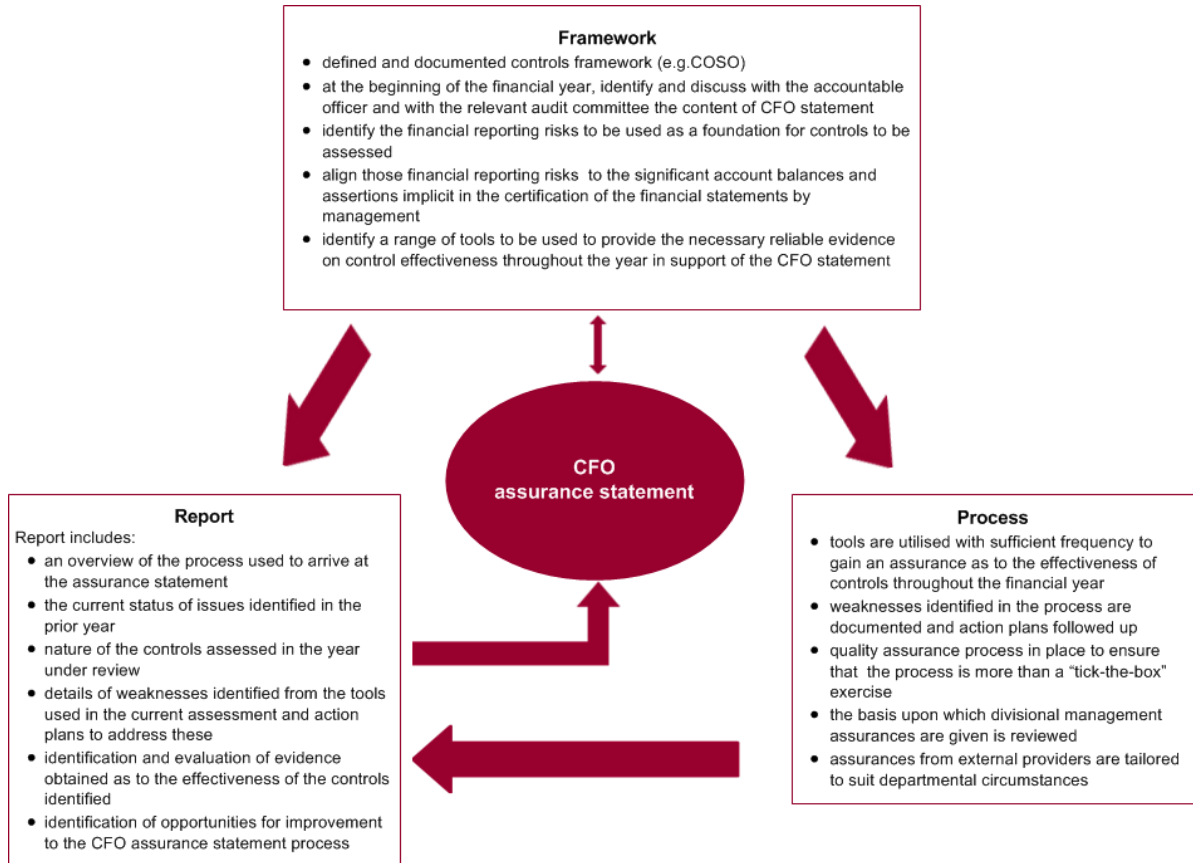 Framework
• defined and documented controls framework (e.g.COSO)
• at the beginning of the financial year, identify and discuss with the accountable
officer and with the relevant audit committee the content of CFO statement
• identify the financial reporting risks to be used as a foundation for controls to be
assessed
• align those financial reporting risks to the significant account balances and
assertions implicit in the certification of the financial statements by
management
• identify a range of tools to be used to provide the necessary reliable evidence
on control effectiveness throughout the year in support of the CFO statement
CFO
assurance statement
Report
Report includes:
• an overview of the process used to arrive at
the assurance statement
• the current status of issues identified in the
prior year
• nature of the controls assessed in the year
under review
• details of weaknesses identified from the tools
used in the current assessment and action
plans to address these
• identification and evaluation of evidence
obtained as to the effectiveness of the controls
identified
• identification of opportunities for improvement
to the CFO assurance statement process
Process
• tools are utilised with sufficient frequency to
gain an assurance as to the effectiveness of
controls throughout the financial year
• weaknesses identified in the process are
documented and action plans followed up
• quality assurance process in place to ensure
that the process is more than a “tick-the-box”
exercise
• the basis upon which divisional management
assurances are given is reviewed
• assurances from external providers are tailored
to suit departmental circumstances